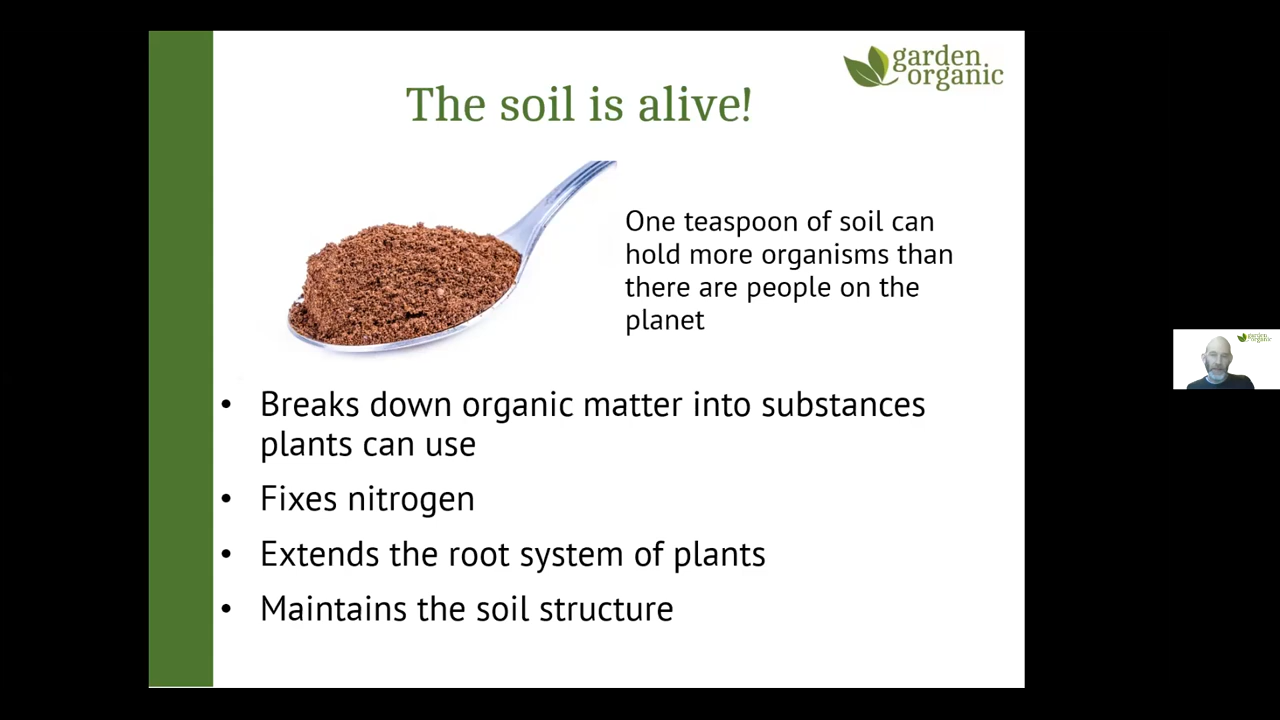 garden
organic
The soil is alive!
One teaspoon of soil can
hold more organisms than
there are people on the
planet
garden
organic
• Breaks down organic matter into substances
plants can use
• Fixes nitrogen
• Extends the root system of plants
• Maintains the soil structure